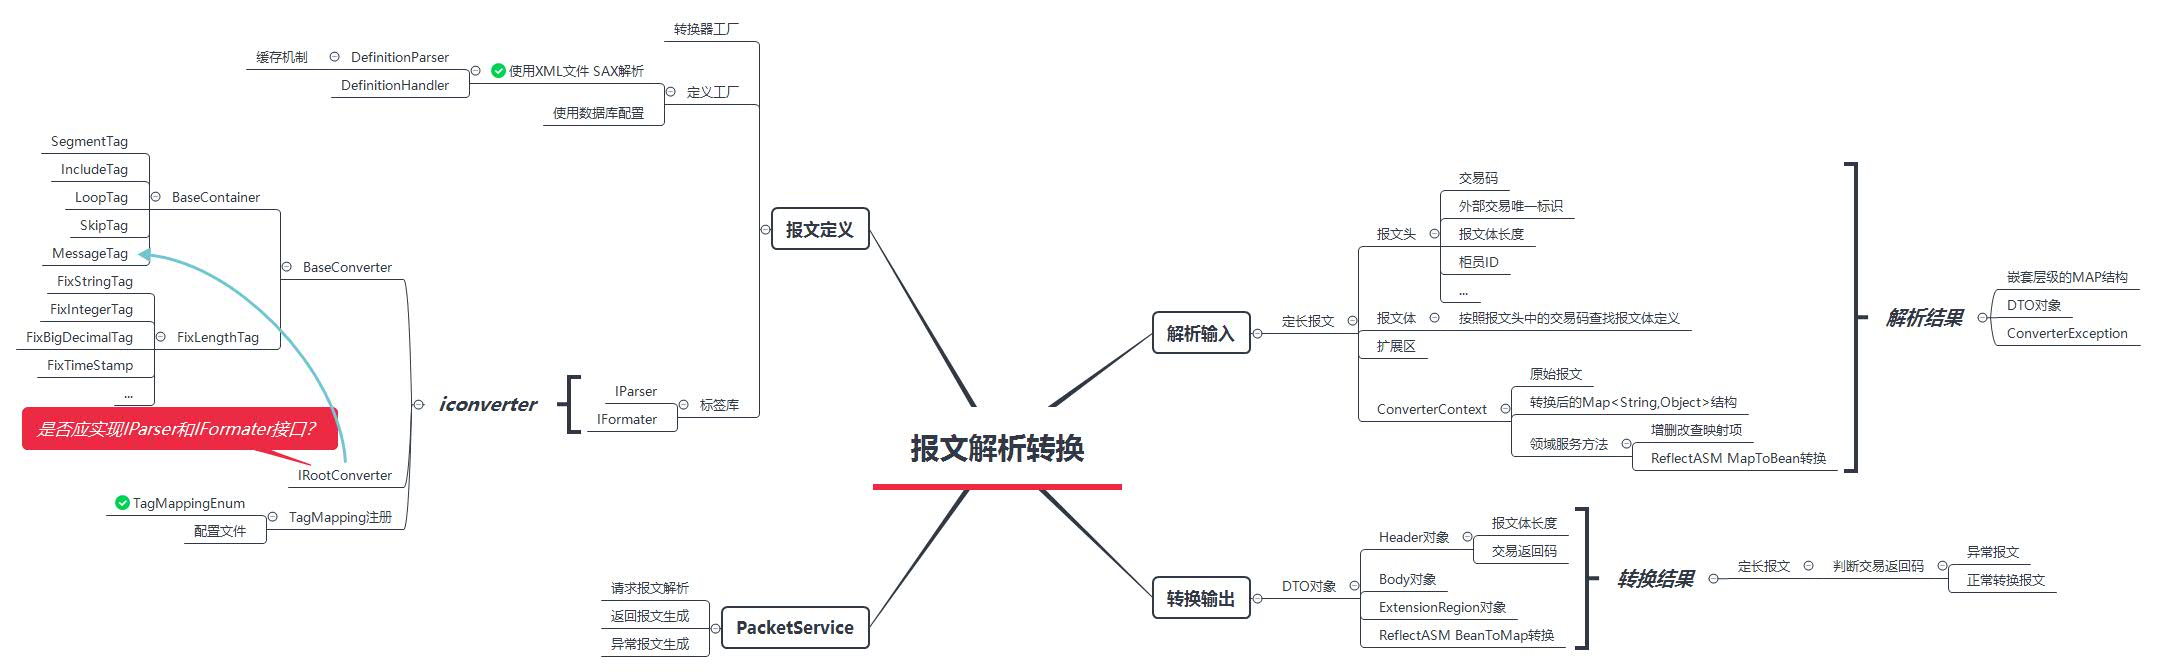 报文解析转换
报文定义
转换器工厂
定义工厂
使用XML文件 SAX解析
DefinitionParser
缓存机制
DefinitionHandler
使用数据库配置
标签库
IParser
IFormater
iconverter
BaseConverter
BaseContainer
SegmentTag
IncludeTag
LoopTag
SkipTag
MessageTag
FixLengthTag
FixStringTag
FixIntegerTag
FixBigDecimalTag
FixTimeStamp
...
是否应实现IParser和IFormater接口?
IRootConverter
TagMapping注册
TagMappingEnum
配置文件
PacketService
请求报文解析
返回报文生成
异常报文生成
解析输入
定长报文
报文头
交易码
外部交易唯一标识
报文体长度
柜员ID
...
报文体
按照报文头中的交易码查找报文体定义
扩展区
ConverterContext
原始报文
转换后的Map<String,Object>结构
领域服务方法
增删改查映射项
ReflectASM MapToBean转换
解析结果
嵌套层级的MAP结构
DTO对象
ConverterException
转换输出
DTO对象
Header对象
报文体长度
交易返回码
Body对象
ExtensionRegion对象
ReflectASM BeanToMap转换
转换结果
定长报文
判断交易返回码
异常报文
正常转换报文